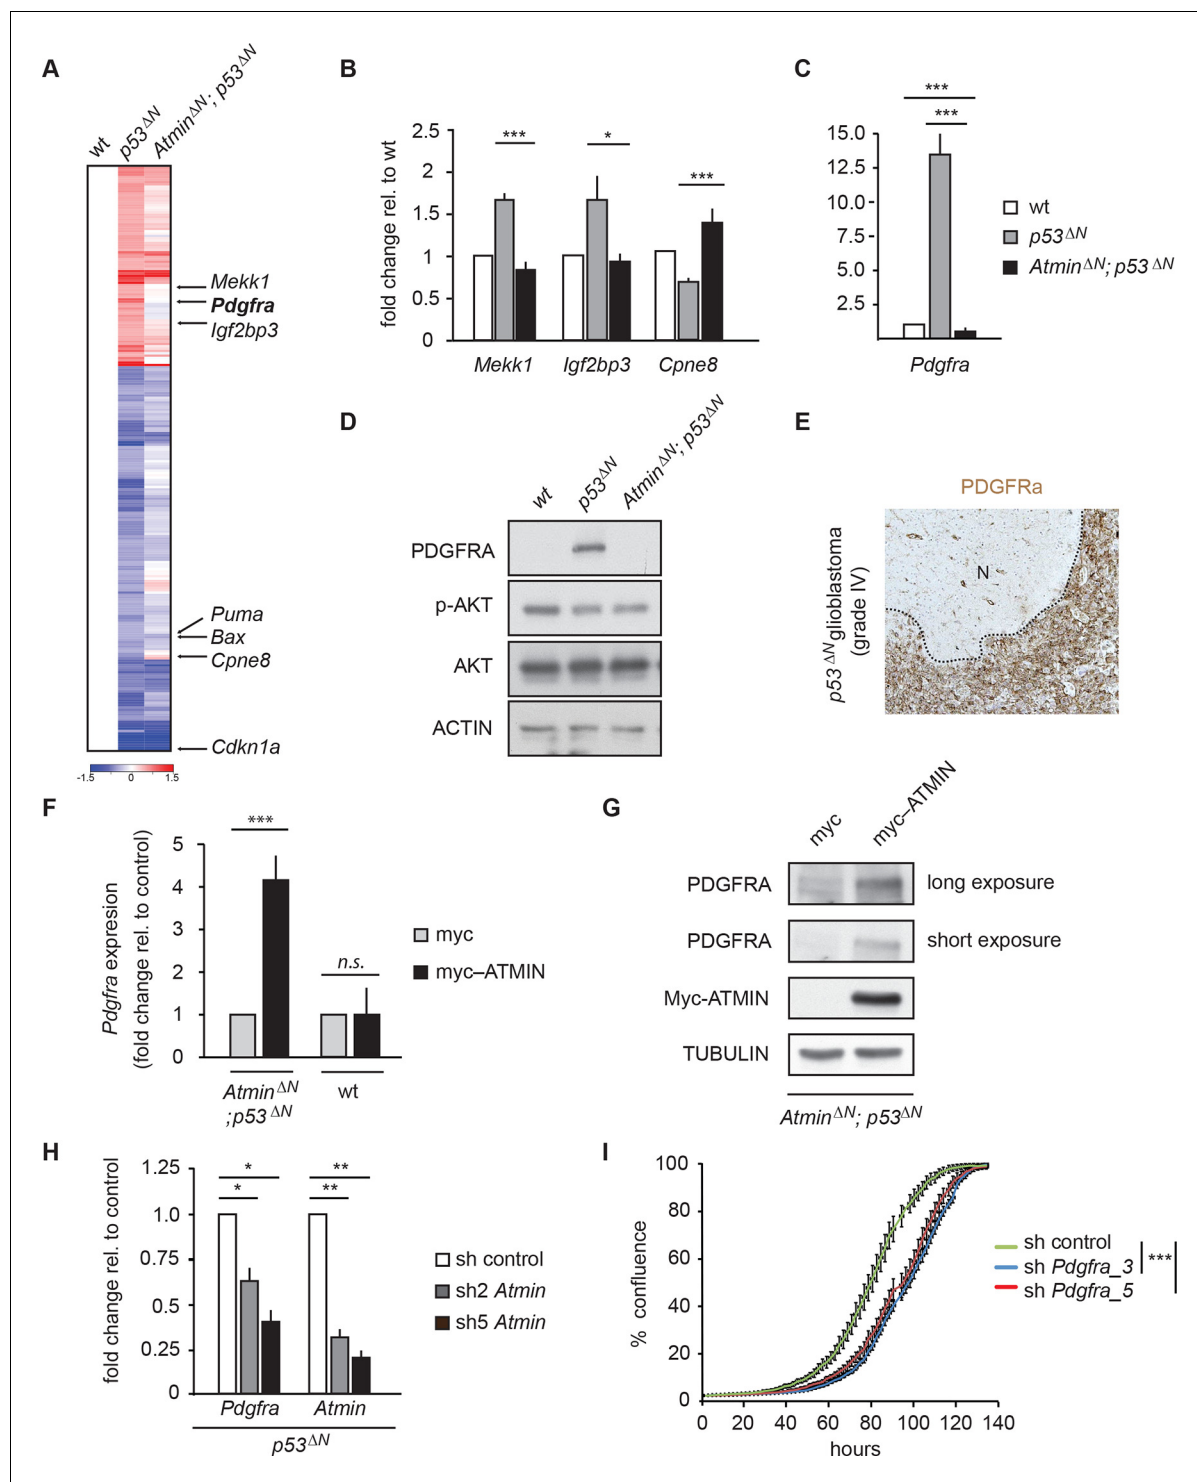 A
wt
p53ΔN
AtminΔN; p53ΔN
Mekk1
Pdgfra
Igf2bp3
Puma
Bax
Cpne8
Cdkn1a
-1.5 0 1.5
B
fold change rel. to wt
2.5
2
1.5
1
0.5
0
***
*
***
Mekk1 Igf2bp3 Cpne8
C
***
***
15.0
12.5
10.0
7.5
5.0
2.5
Pdgfra
wt
p53ΔN
AtminΔN; p53ΔN
D
wt
p53ΔN
AtminΔN; p53ΔN
PDGFRA
p-AKT
AKT
ACTIN
E
PDGFRa
p53ΔN glioblastoma
(grade IV)
N
F
Pdgfra expresion
(fold change rel. to control)
5
4
3
2
1
0
***
n.s.
AtminΔN
;p53ΔN
wt
myc
myc–ATMIN
G
myc
myc–ATMIN
PDGFRA long exposure
PDGFRA short exposure
Myc-ATMIN
TUBULIN
AtminΔN; p53ΔN
H
fold change rel. to control
1.25
1.0
0.75
0.5
0.25
0
*
*
**
**
Pdgfra Atmin
p53ΔN
sh control
sh2 Atmin
sh5 Atmin
I
% confluence
100
80
60
40
20
0
0 20 40 60 80 100 120 140
hours
sh control
sh Pdgfra_3
sh Pdgfra_5
***